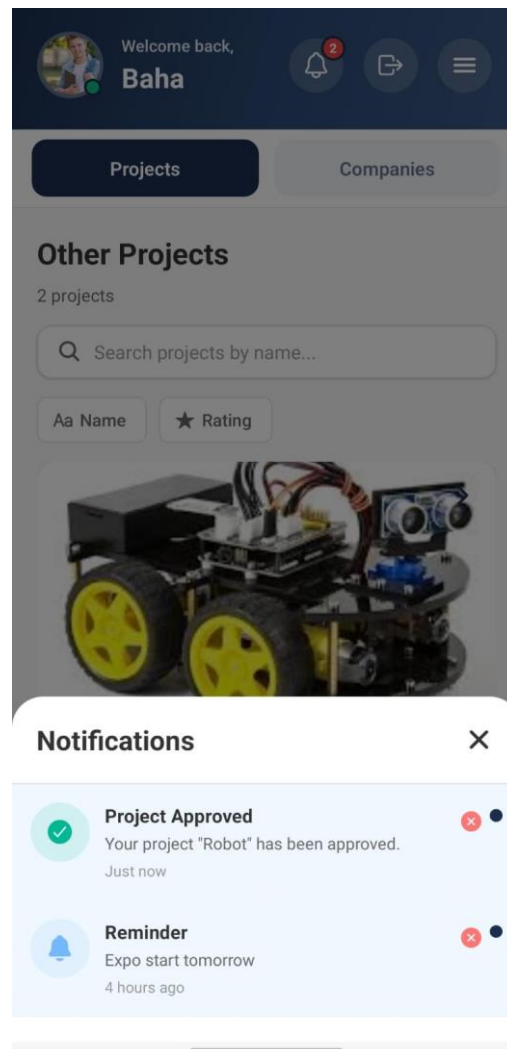 Welcome back,
Baha
2
Projects
Companies
Other Projects
2 projects
Search projects by name...
Aa Name
★ Rating
Notifications
Project Approved
Your project "Robot" has been approved.
Just now
Reminder
Expo start tomorrow
4 hours ago